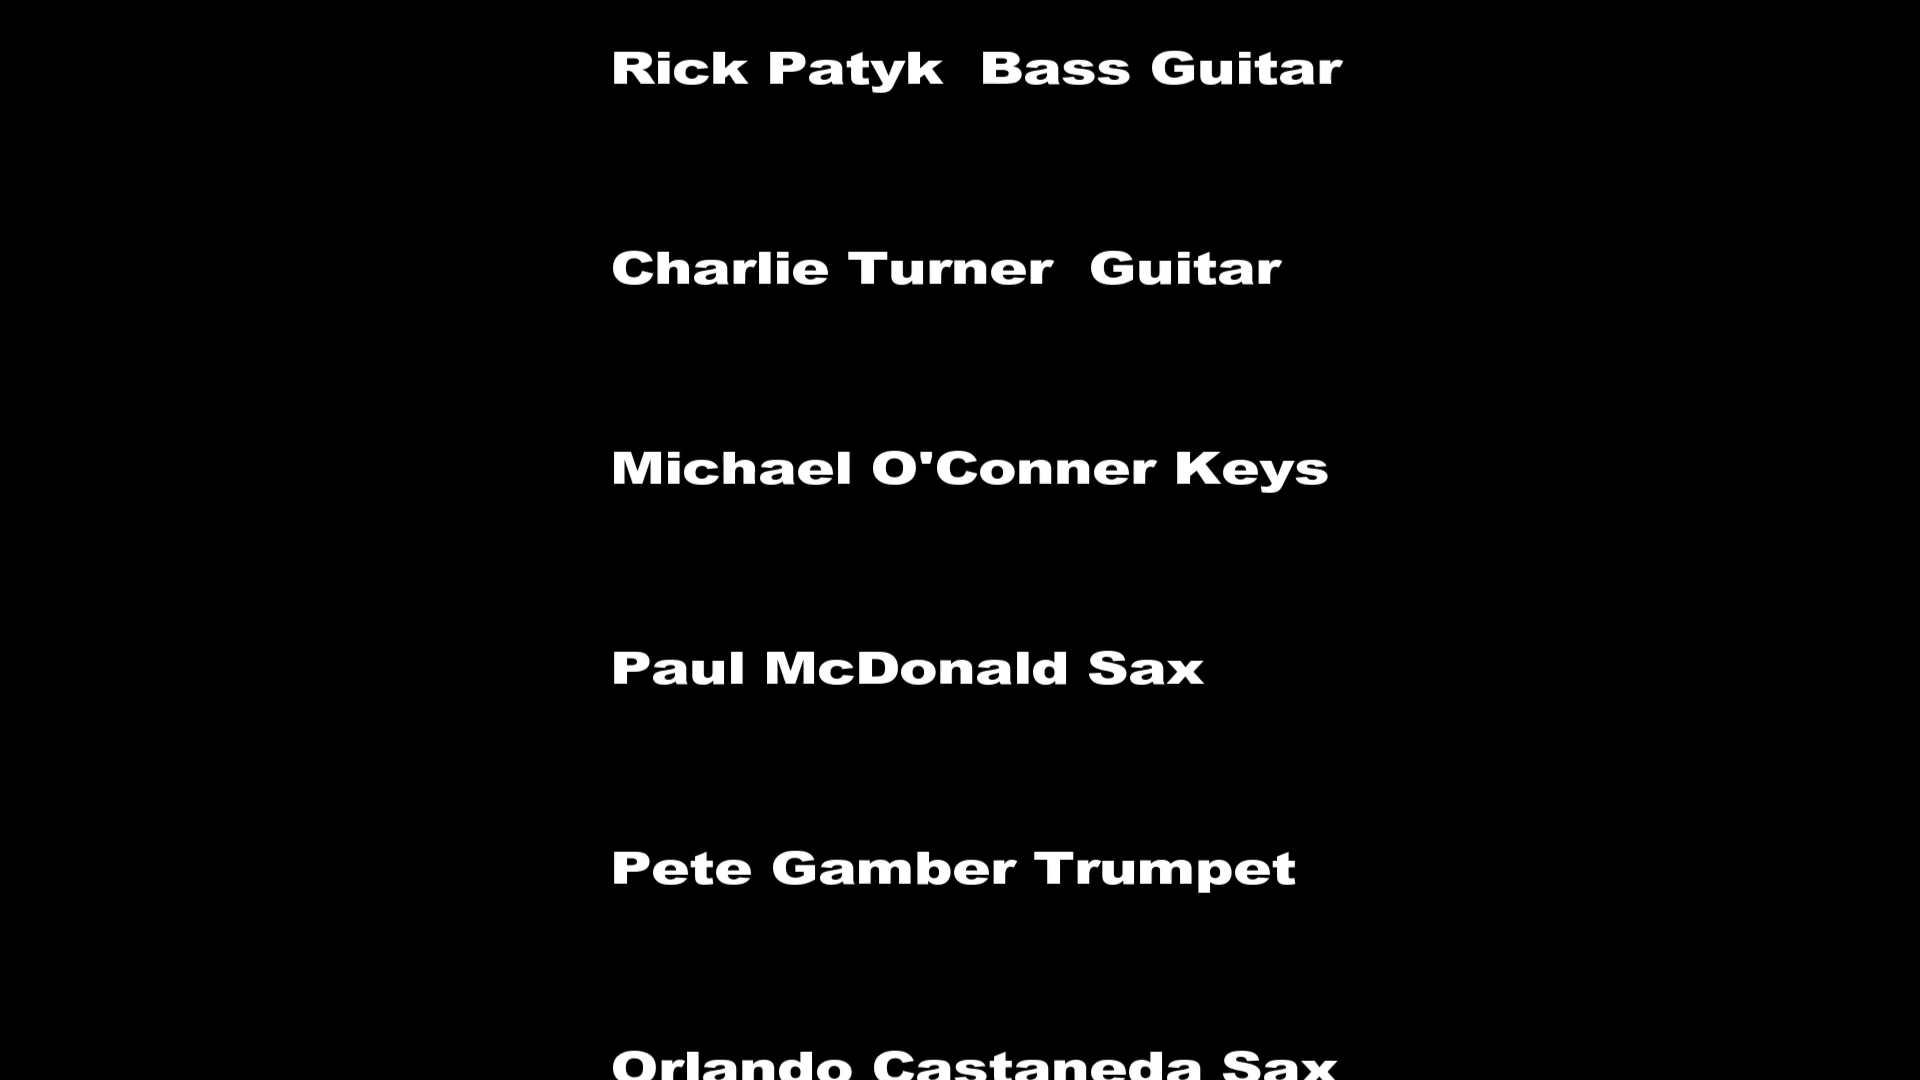 Rick Patyk  Bass Guitar
Charlie Turner  Guitar
Michael O'Conner Keys
Paul McDonald Sax
Pete Gamber Trumpet
Orlando Castaneda Sax